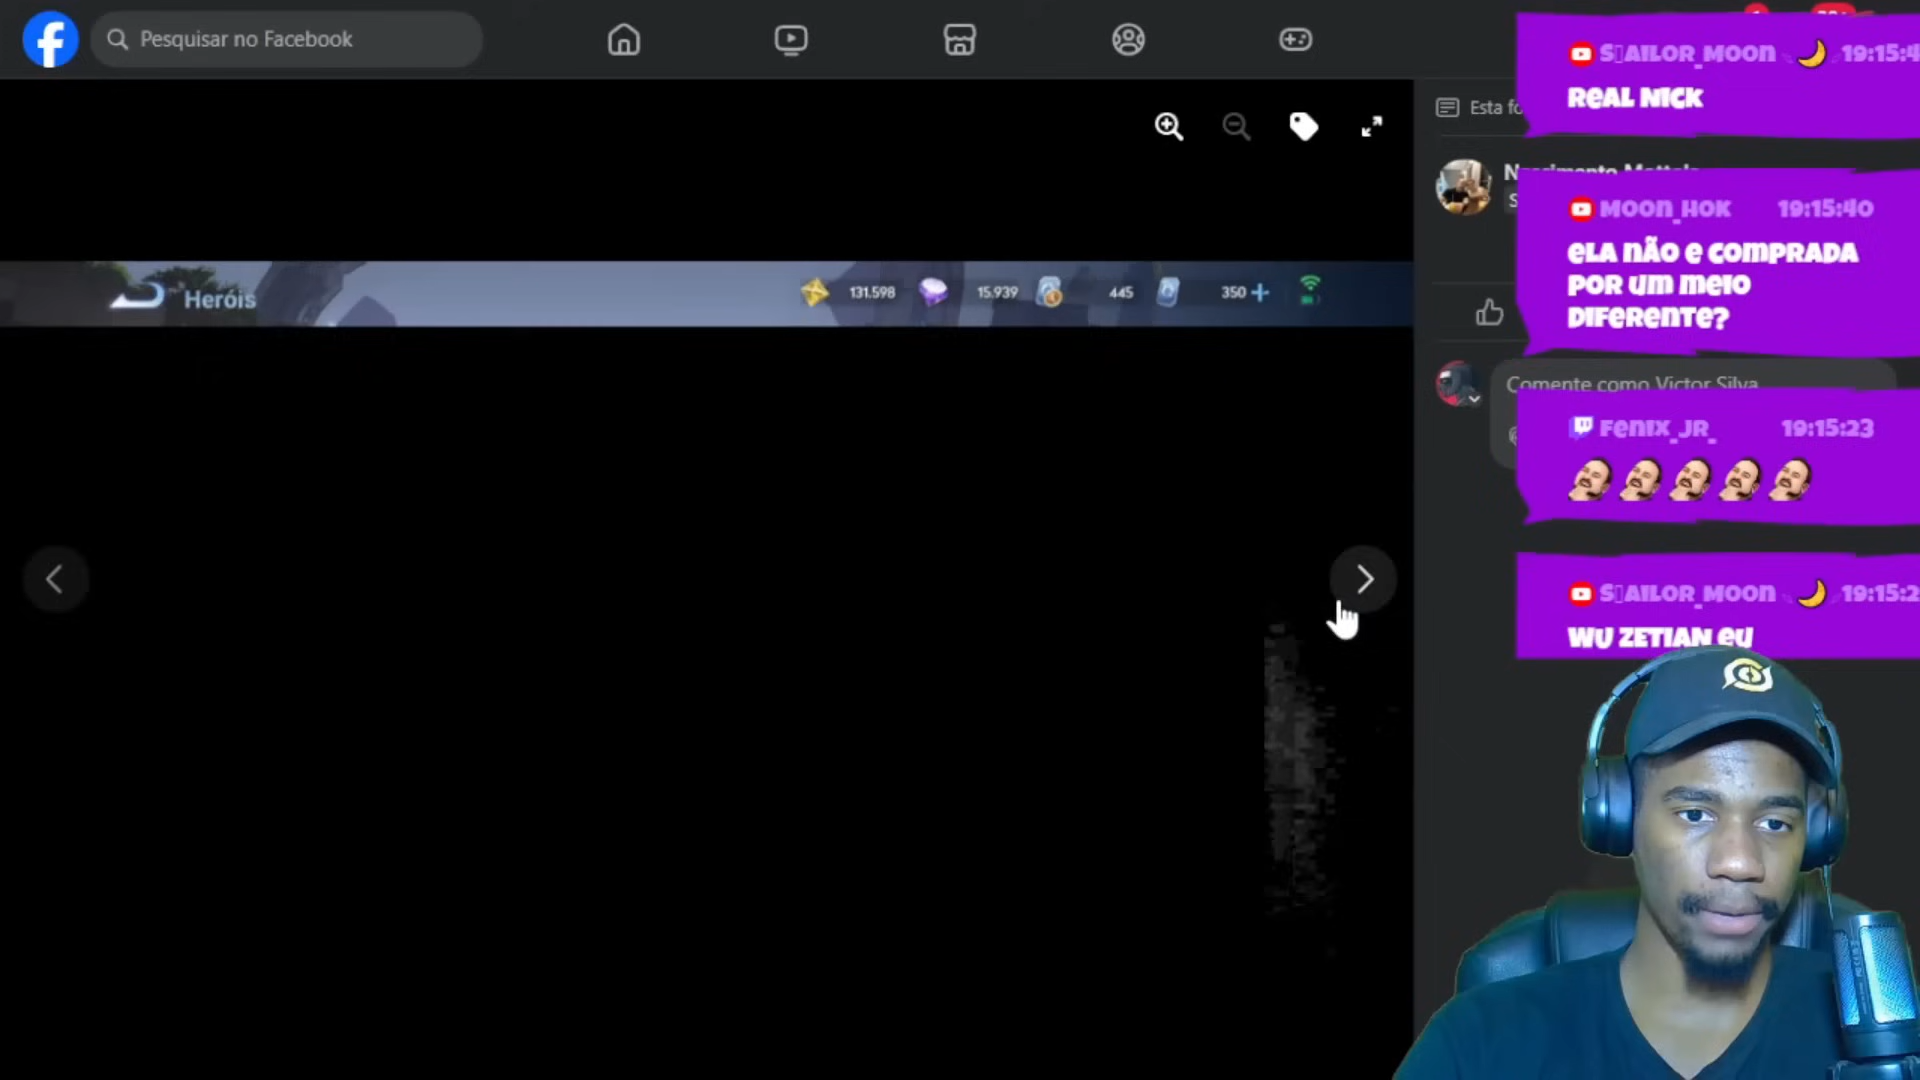 Pesquisar no Facebook
Heróis
131.598
15.939
445
350
Esta fo
Comente como Victor Silva
19:15:4
REAL NICK
MOON_HOK 19:15:40
ELA NÃO E COMPRADA
POR UM MEIO
DIFERENTE?
FENIX_JR_ 19:15:23
19:15:2
WU ZETIAN EU